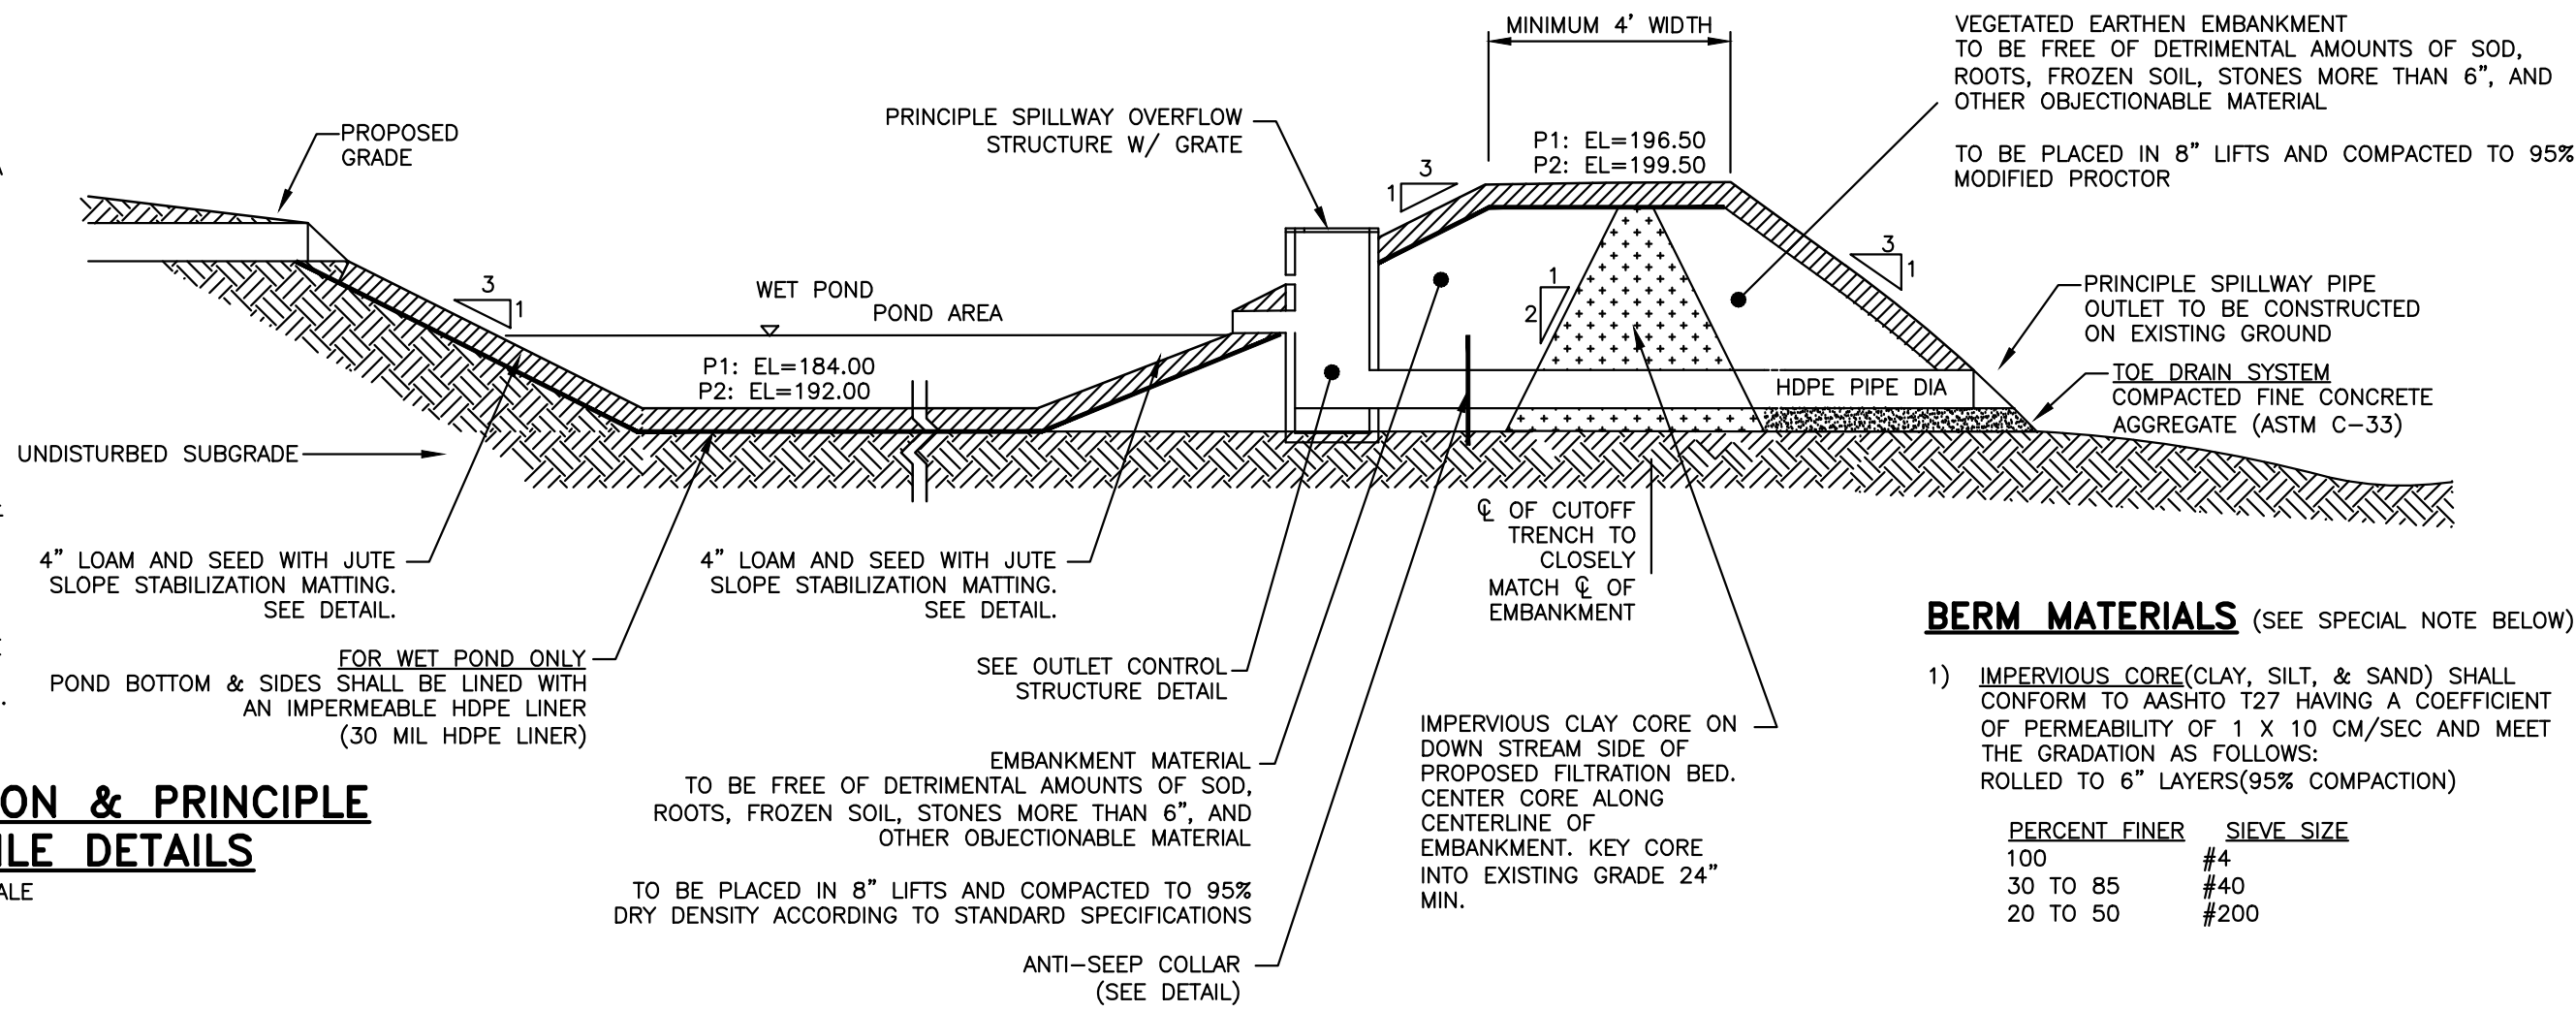 MINIMUM 4' WIDTH
VEGETATED EARTHEN EMBANKMENT
TO BE FREE OF DETRIMENTAL AMOUNTS OF SOD,
ROOTS, FROZEN SOIL, STONES MORE THAN 6", AND
OTHER OBJECTIONABLE MATERIAL
TO BE PLACED IN 8" LIFTS AND COMPACTED TO 95%
MODIFIED PROCTOR
PROPOSED
GRADE
PRINCIPLE SPILLWAY OVERFLOW
STRUCTURE W/ GRATE
P1: EL=196.50
P2: EL=199.50
3
1
3
1
3
1
1
2
WET POND
POND AREA
P1: EL=184.00
P2: EL=192.00
PRINCIPLE SPILLWAY PIPE
OUTLET TO BE CONSTRUCTED
ON EXISTING GROUND
TOE DRAIN SYSTEM
COMPACTED FINE CONCRETE
AGGREGATE (ASTM C-33)
HDPE PIPE DIA
UNDISTURBED SUBGRADE
4" LOAM AND SEED WITH JUTE
SLOPE STABILIZATION MATTING.
SEE DETAIL.
FOR WET POND ONLY
POND BOTTOM & SIDES SHALL BE LINED WITH
AN IMPERMEABLE HDPE LINER
(30 MIL HDPE LINER)
4" LOAM AND SEED WITH JUTE
SLOPE STABILIZATION MATTING.
SEE DETAIL.
SEE OUTLET CONTROL
STRUCTURE DETAIL
EMBANKMENT MATERIAL
TO BE FREE OF DETRIMENTAL AMOUNTS OF SOD,
ROOTS, FROZEN SOIL, STONES MORE THAN 6", AND
OTHER OBJECTIONABLE MATERIAL
TO BE PLACED IN 8" LIFTS AND COMPACTED TO 95%
DRY DENSITY ACCORDING TO STANDARD SPECIFICATIONS
ANTI-SEEP COLLAR
(SEE DETAIL)
℄ OF CUTOFF
TRENCH TO
CLOSELY
MATCH ℄ OF
EMBANKMENT
IMPERVIOUS CLAY CORE ON
DOWN STREAM SIDE OF
PROPOSED FILTRATION BED.
CENTER CORE ALONG
CENTERLINE OF
EMBANKMENT. KEY CORE
INTO EXISTING GRADE 24"
MIN.
BERM MATERIALS (SEE SPECIAL NOTE BELOW)
1) IMPERVIOUS CORE(CLAY, SILT, & SAND) SHALL
CONFORM TO AASHTO T27 HAVING A COEFFICIENT
OF PERMEABILITY OF 1 X 10 CM/SEC AND MEET
THE GRADATION AS FOLLOWS:
ROLLED TO 6" LAYERS(95% COMPACTION)
PERCENT FINER SIEVE SIZE
100 #4
30 TO 85 #40
20 TO 50 #200
ON & PRINCIPLE
ILE DETAILS
ALE